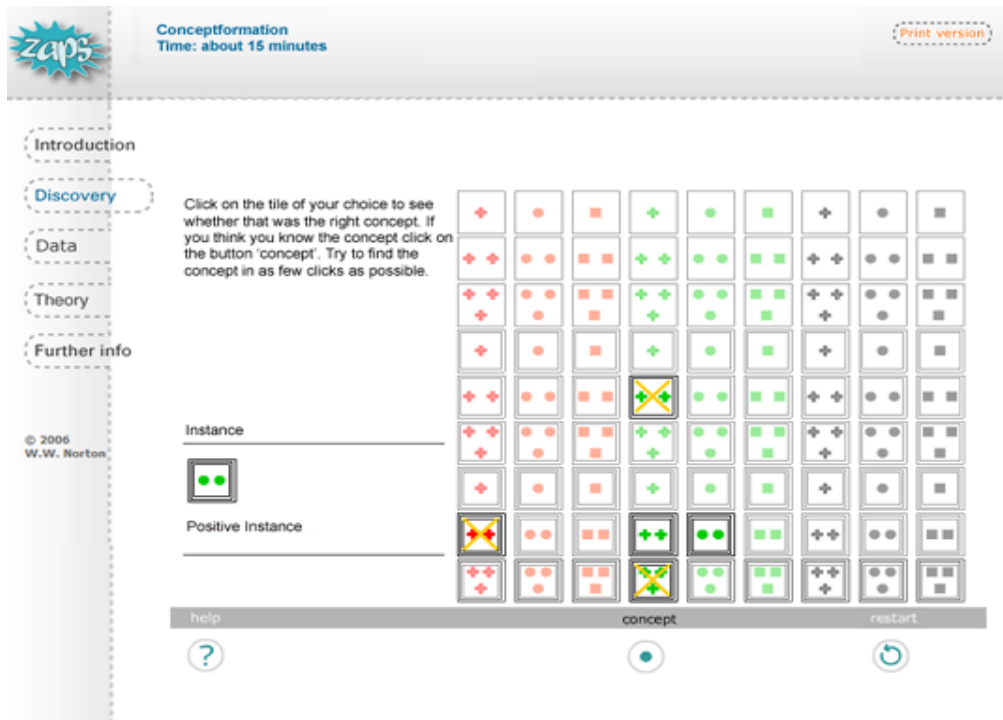 zaps
Conceptformation
Time: about 15 minutes
Print version
Introduction
Discovery
Data
Theory
Further info
© 2006
W.W. Norton
Click on the tile of your choice to see
whether that was the right concept. If
you think you know the concept click on
the button 'concept'. Try to find the
concept in as few clicks as possible.
Instance
Positive Instance
help
concept
restart
?